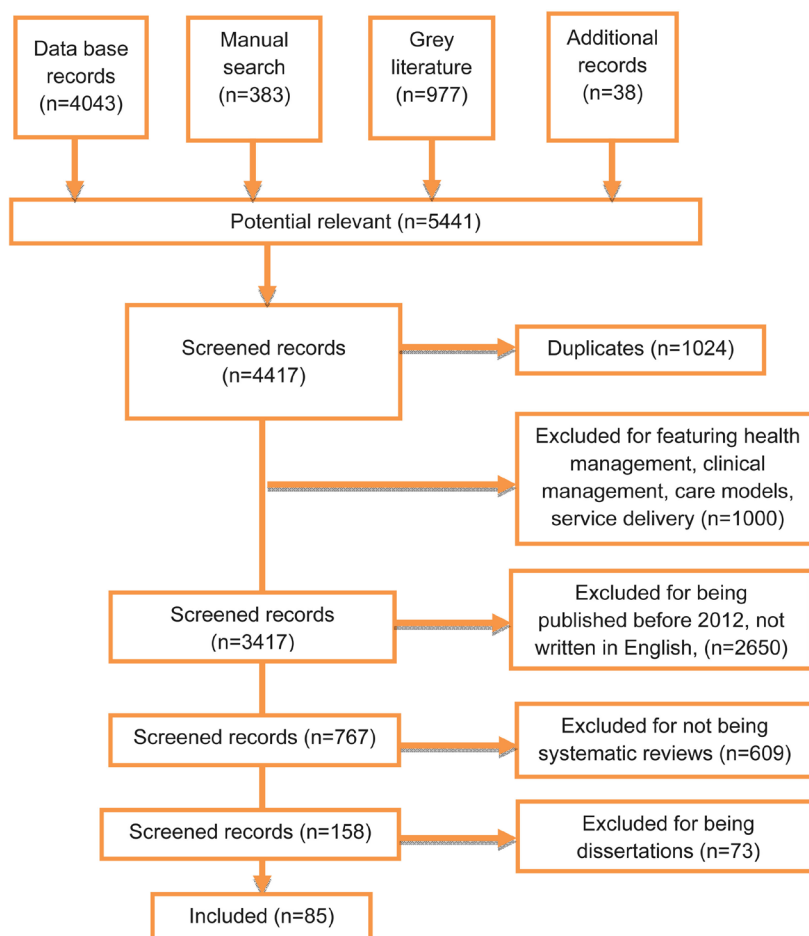 Data base
records
(n=4043)
Manual
search
(n=383)
Grey
literature
(n=977)
Additional
records
(n=38)
Potential relevant (n=5441)
Screened records
(n=4417)
Duplicates (n=1024)
Excluded for featuring health
management, clinical
management, care models,
service delivery (n=1000)
Screened records
(n=3417)
Excluded for being
published before 2012, not
written in English, (n=2650)
Screened records (n=767)
Excluded for not being
systematic reviews (n=609)
Screened records (n=158)
Excluded for being
dissertations (n=73)
Included (n=85)